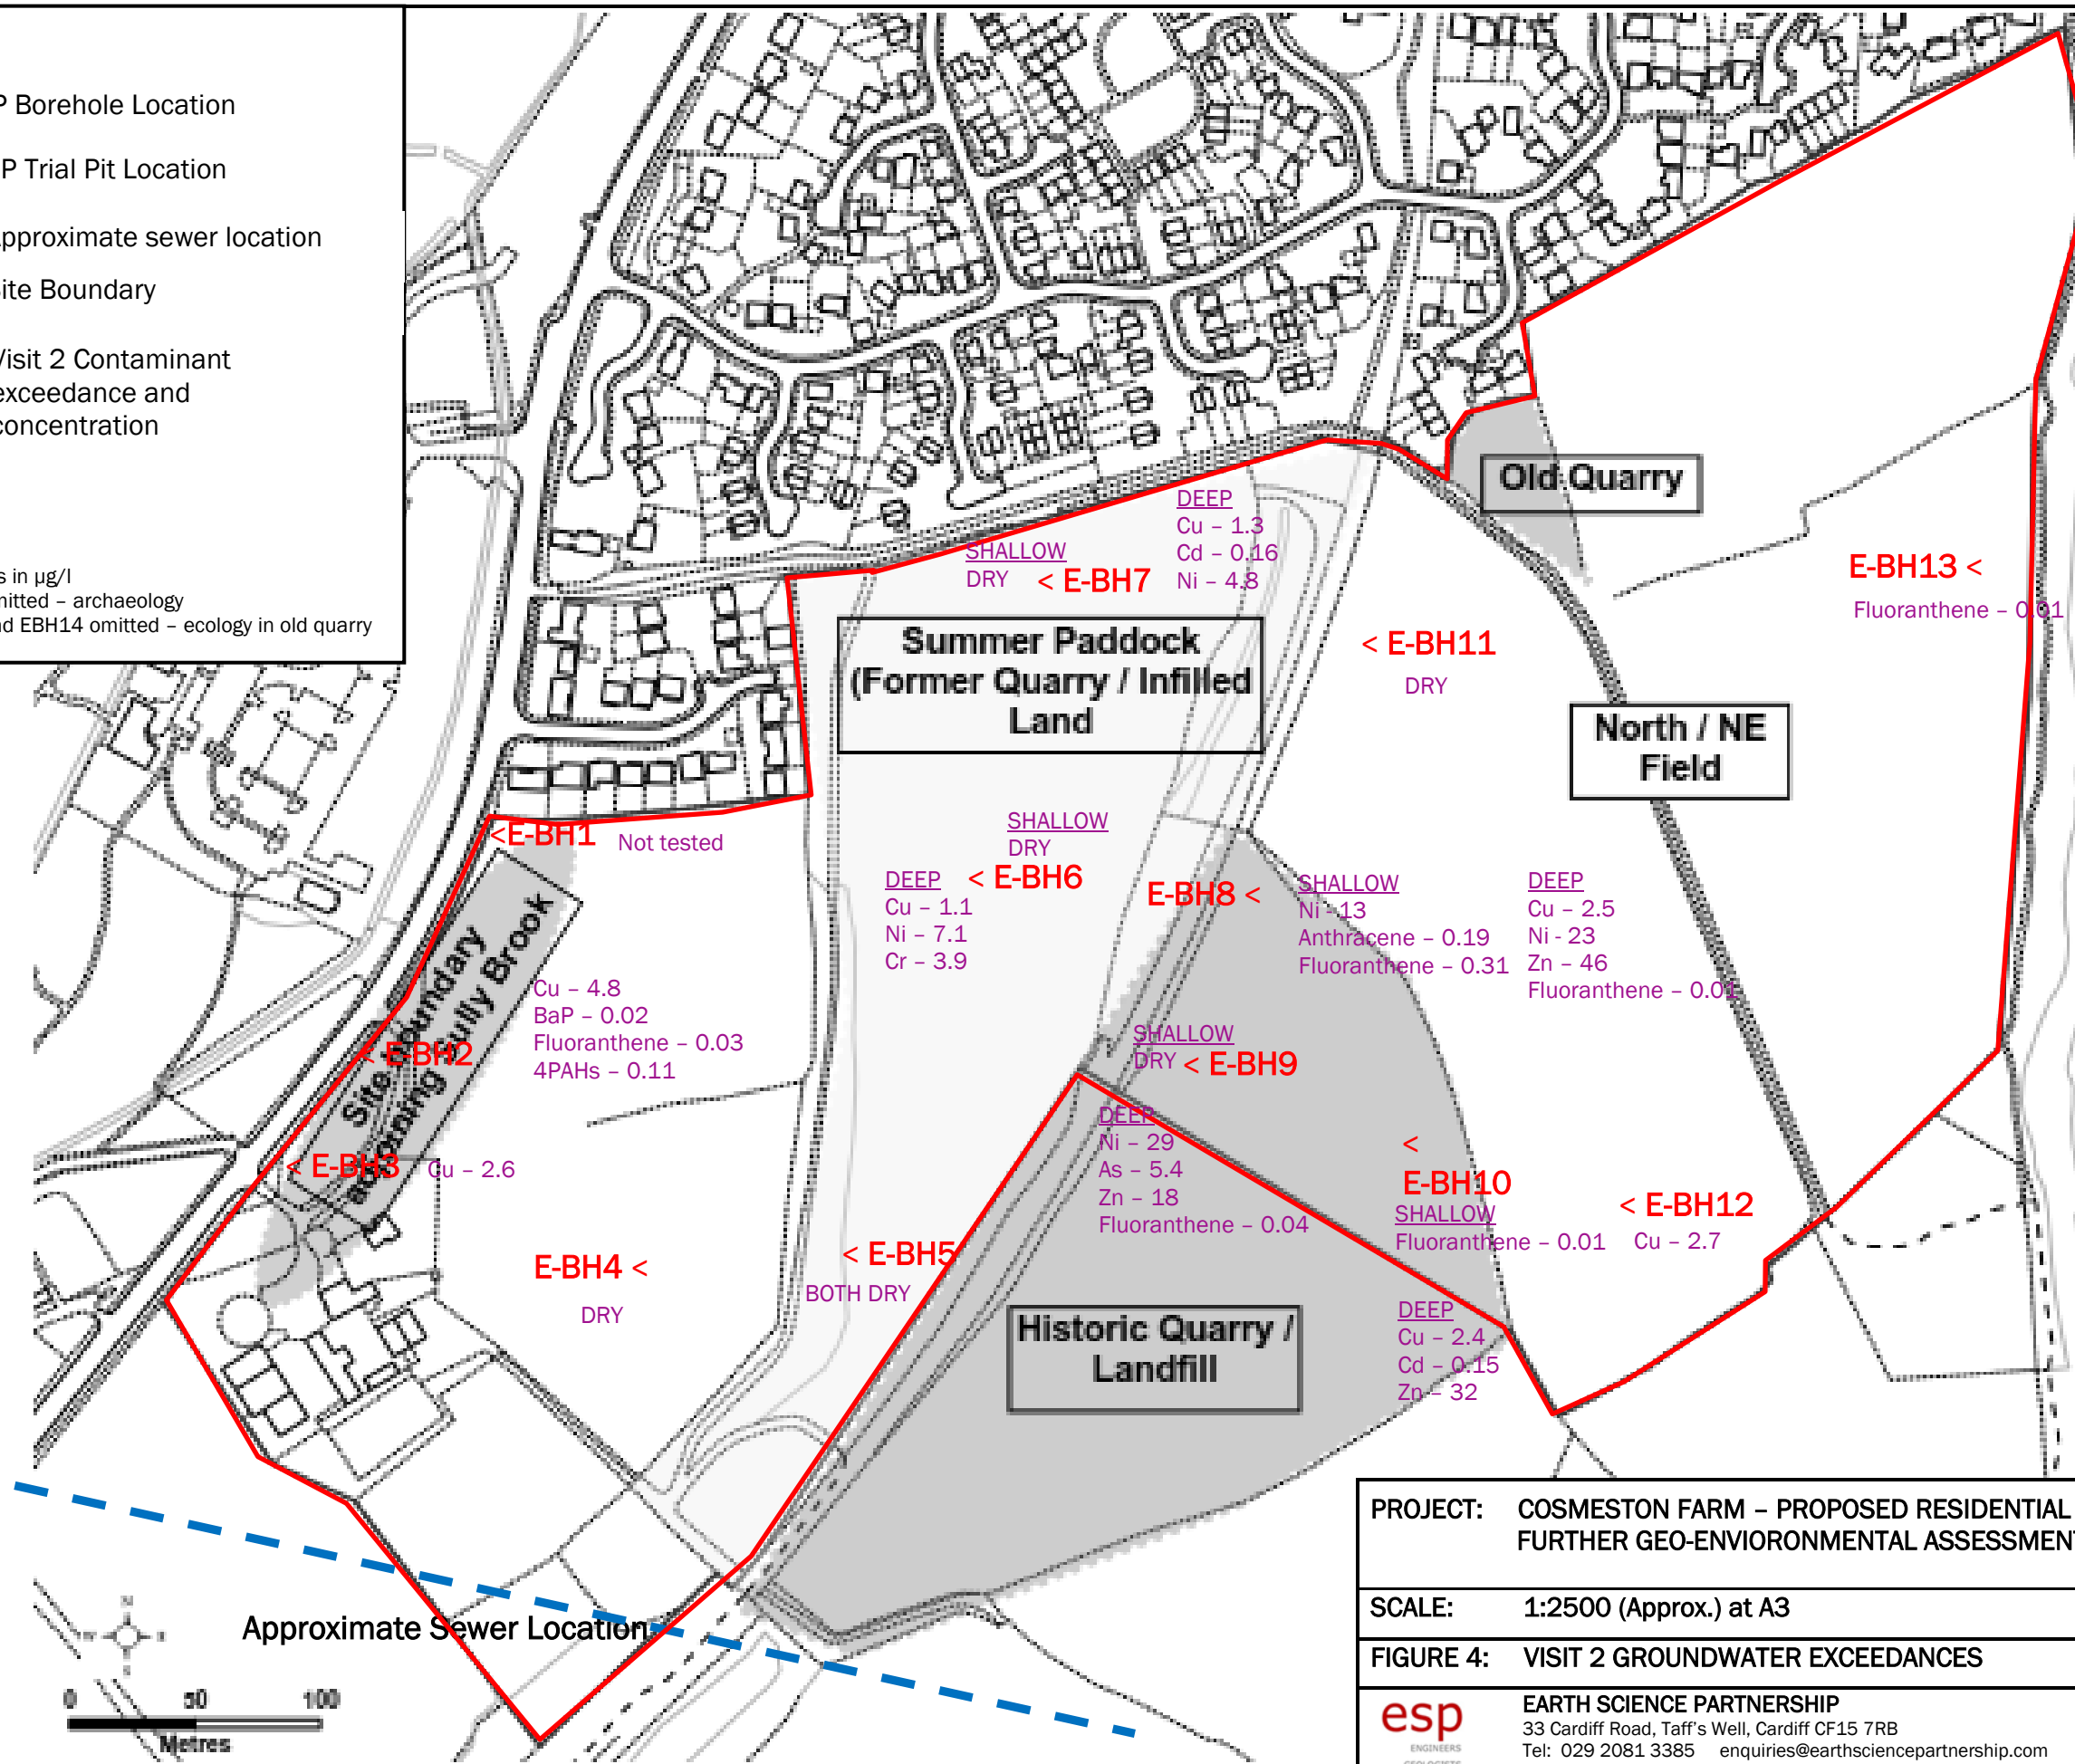 P Borehole Location
P Trial Pit Location
Approximate sewer location
ite Boundary
Visit 2 Contaminant
exceedance and
concentration
s in µg/l
mitted – archaeology
nd EBH14 omitted – ecology in old quarry
Old Quarry
DEEP
Cu – 1.3
Cd – 0.16
Ni – 4.8
SHALLOW
DRY
< E-BH7
E-BH13 <
Fluoranthene – 0.01
Summer Paddock
(Former Quarry / Infilled
Land
< E-BH11
DRY
North / NE
Field
<E-BH1
Not tested
SHALLOW
DRY
< E-BH6
DEEP
Cu – 1.1
Ni – 7.1
Cr – 3.9
E-BH8 <
SHALLOW
Ni - 13
Anthracene – 0.19
Fluoranthene – 0.31
DEEP
Cu – 2.5
Ni - 23
Zn – 46
Fluoranthene – 0.01
Site Boundary
adjoining Sully Brook
Cu – 4.8
BaP – 0.02
Fluoranthene – 0.03
4PAHs – 0.11
< E-BH2
SHALLOW
DRY
< E-BH9
DEEP
Ni – 29
As – 5.4
Zn – 18
Fluoranthene – 0.04
< E-BH3
Cu – 2.6
<
E-BH10
SHALLOW
Fluoranthene – 0.01
< E-BH12
Cu – 2.7
E-BH4 <
DRY
< E-BH5
BOTH DRY
DEEP
Cu – 2.4
Cd – 0.15
Zn – 32
Historic Quarry /
Landfill
Approximate Sewer Location
N
W
E
S
0 50 100
Metres
PROJECT: COSMESTON FARM – PROPOSED RESIDENTIAL
FURTHER GEO-ENVIORONMENTAL ASSESSMENT
SCALE: 1:2500 (Approx.) at A3
FIGURE 4: VISIT 2 GROUNDWATER EXCEEDANCES
esp
ENGINEERS
GEOLOGISTS
EARTH SCIENCE PARTNERSHIP
33 Cardiff Road, Taff's Well, Cardiff CF15 7RB
Tel: 029 2081 3385 enquiries@earthsciencepartnership.com